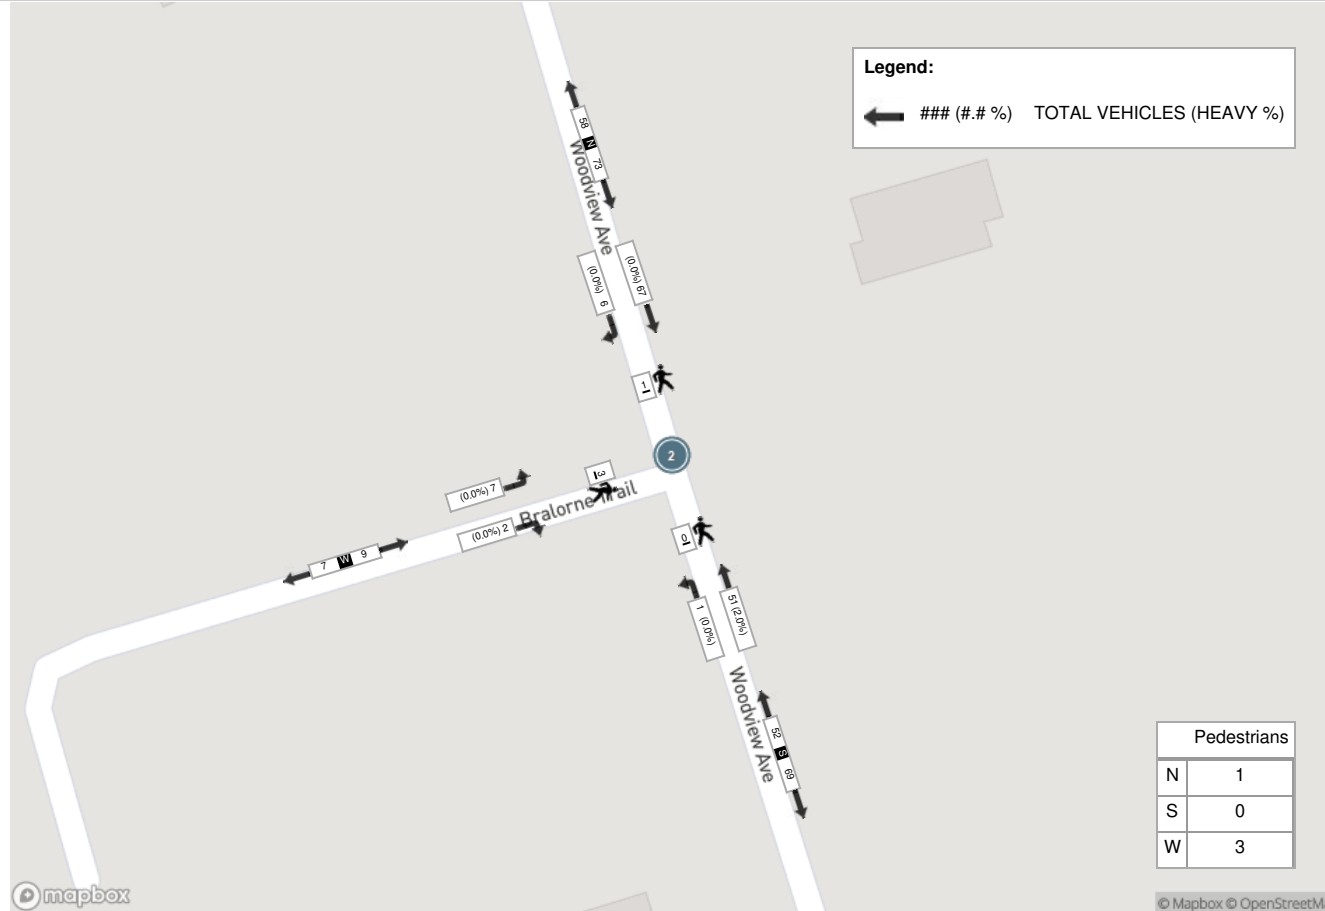 Legend:
### (#.# %) TOTAL VEHICLES (HEAVY %)
58 N 73
Woodview Ave
(0.0%) 6
(0.0%) 67
1
2
3
(0.0%) 7
Bralorne Trail
(0.0%) 2
0
7 W 9
1 (0.0%)
51 (2.0%)
Woodview Ave
52 S 69
Pedestrians
N 1
S 0
W 3
mapbox
© Mapbox © OpenStreetM